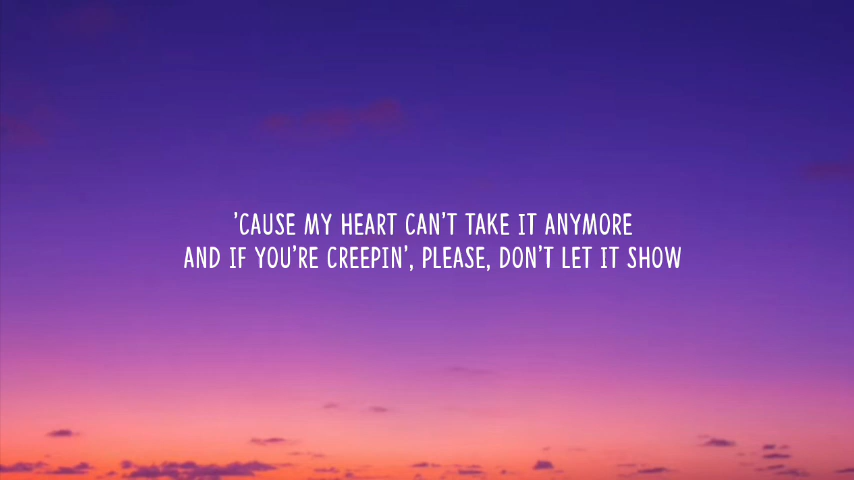 ’CAUSE MY HEART CAN’T TAKE IT ANYMORE
AND IF YOU’RE CREEPIN’, PLEASE, DON’T LET IT SHOW